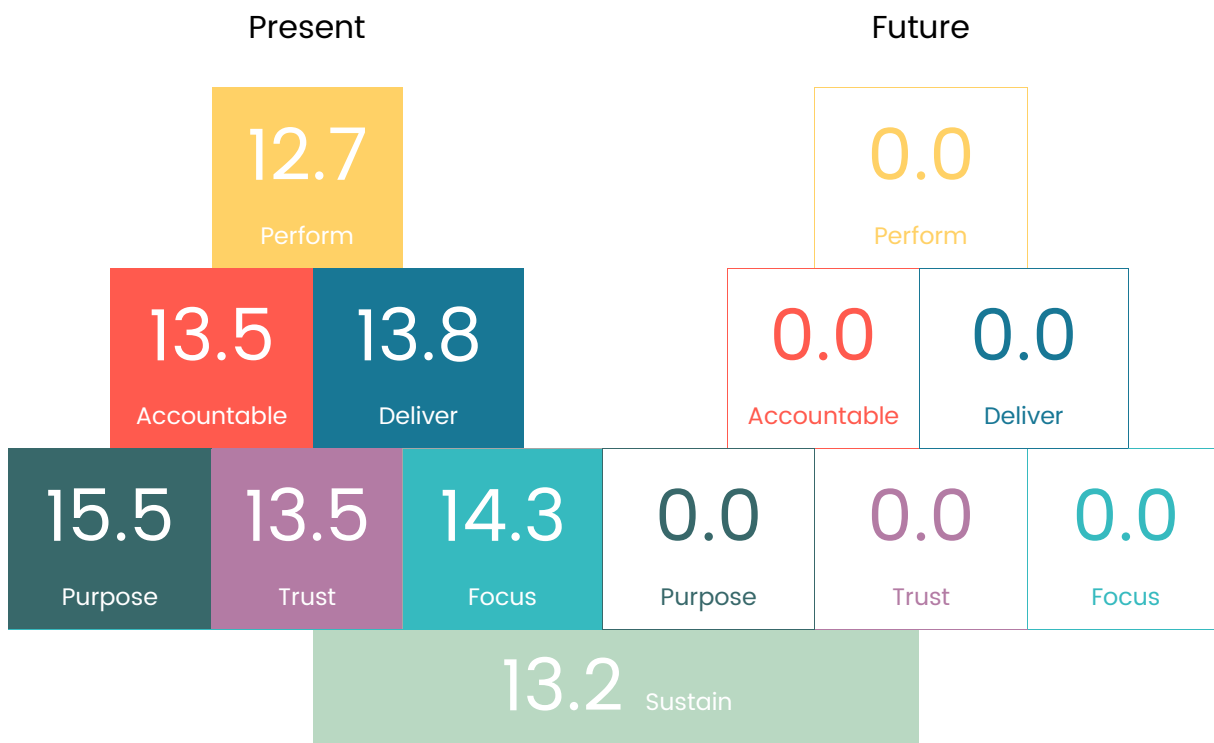 Present
Future
12.7
Perform
0.0
Perform
13.5
Accountable
13.8
Deliver
0.0
Accountable
0.0
Deliver
15.5
Purpose
13.5
Trust
14.3
Focus
0.0
Purpose
0.0
Trust
0.0
Focus
13.2 Sustain